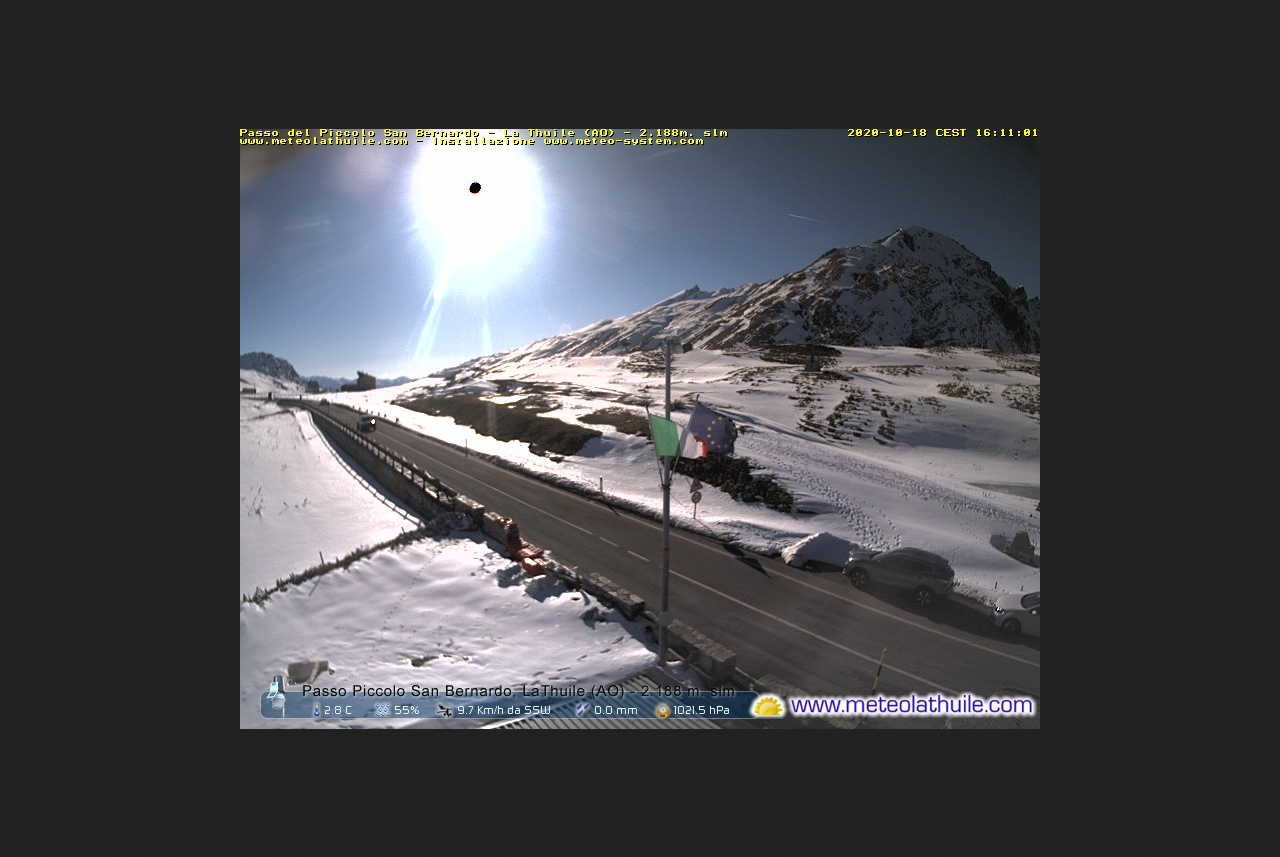 Passo del Piccolo San Bernardo - La Thuile (AO) - 2.188m. slm 2020-10-18 CEST 16:11:01
www.meteolathuile.com - Installazione www.meteo-system.com
Passo Piccolo San Bernardo, LaThuile (AO) - 2.188 m. slm
2.8 C 55% 9.7 Km/h da SSW 0.0 mm 1021.5 hPa
www.meteolathuile.com